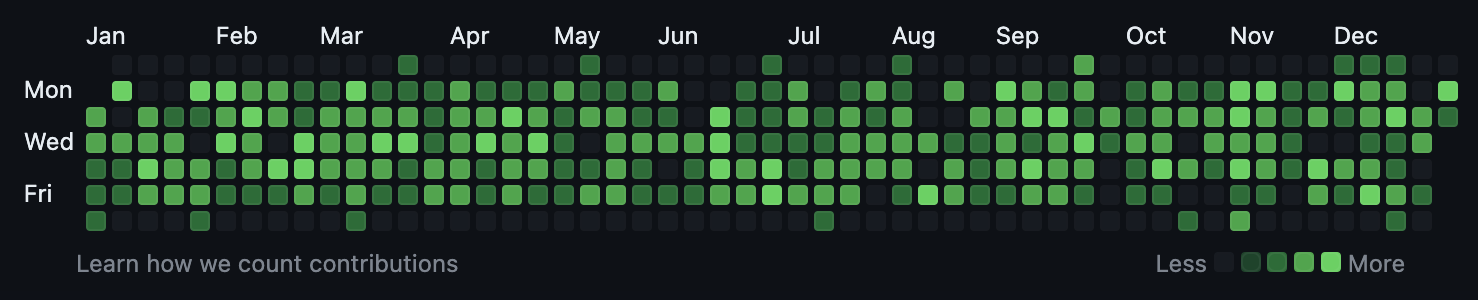 Jan Feb Mar Apr May Jun Jul Aug Sep Oct Nov Dec
Mon
Wed
Fri
Learn how we count contributions Less More